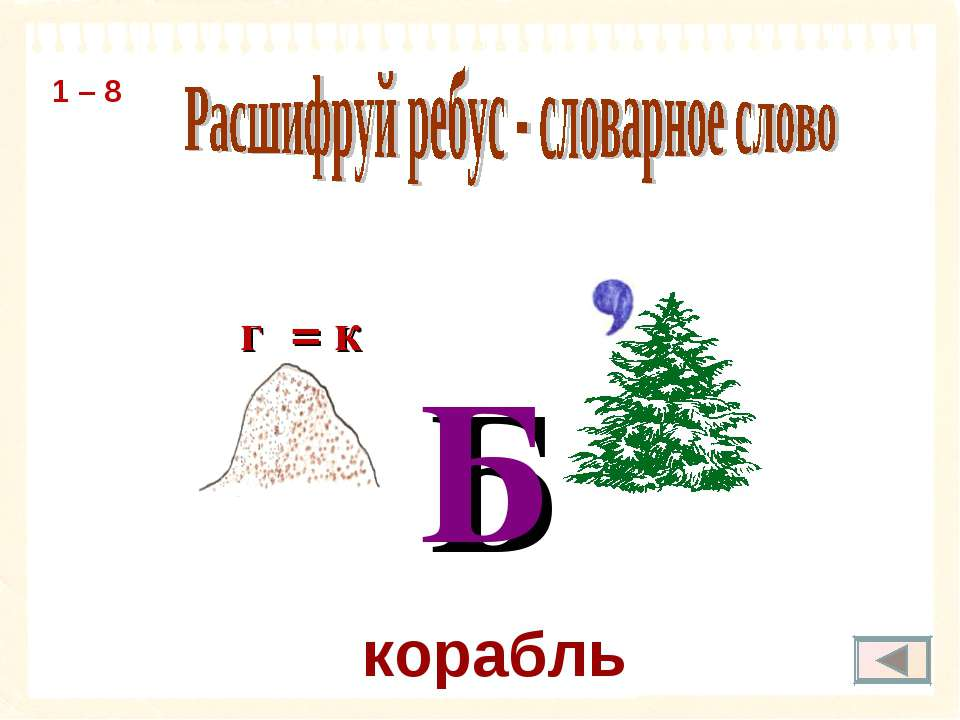 1 – 8
Расшифруй ребус - словарное слово
г = к
,
Б
корабль